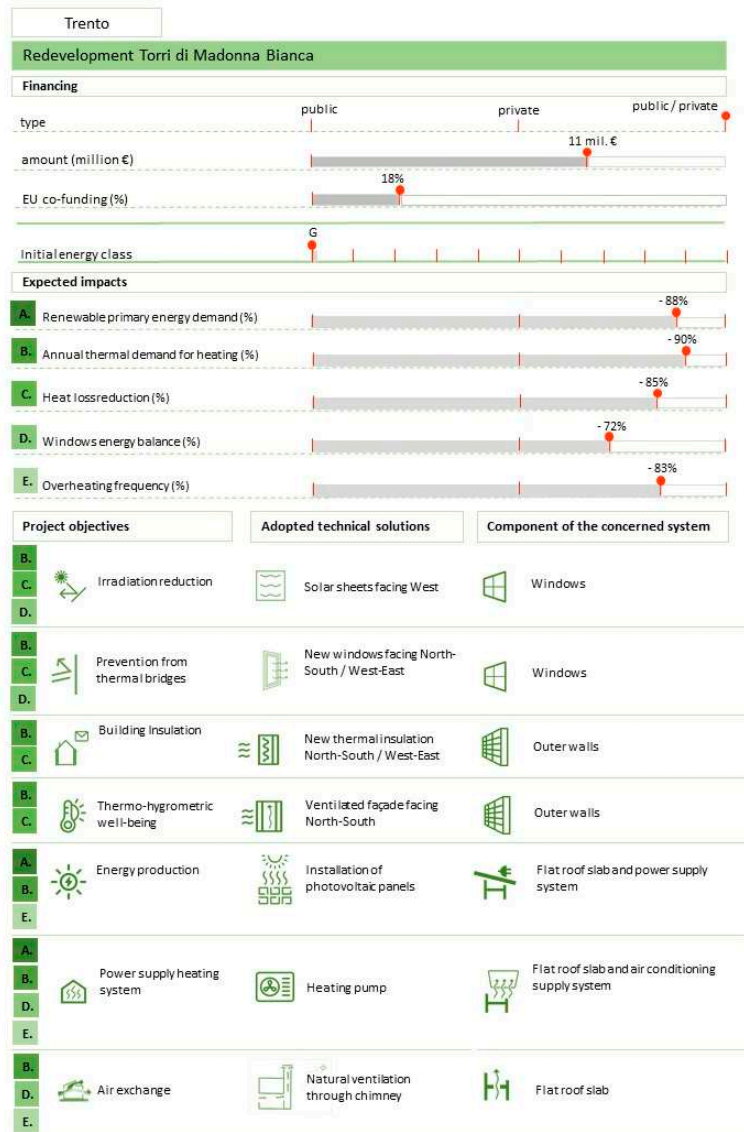 Trento
Redevelopment Torri di Madonna Bianca
Financing
type
public
private
public / private
amount (million €)
11 mil. €
EU co-funding (%)
18%
Initial energy class
G
Expected impacts
A. Renewable primary energy demand (%)
- 88%
B. Annual thermal demand for heating (%)
- 90%
C. Heat lossreduction (%)
- 85%
D. Windows energy balance (%)
- 72%
E. Overheating frequency (%)
- 83%
Project objectives
Adopted technical solutions
Component of the concerned system
B.
C.
D.
Irradiation reduction
Solar sheets facing West
Windows
B.
C.
D.
Prevention from
thermal bridges
New windows facing North-
South / West-East
Windows
B.
C.
Building Insulation
New thermal insulation
North-South / West-East
Outer walls
B.
C.
Thermo-hygrometric
well-being
Ventilated façade facing
North-South
Outer walls
A.
B.
E.
Energy production
Installation of
photovoltaic panels
Flat roof slab and power supply
system
A.
B.
D.
E.
Power supply heating
system
Heating pump
Flat roof slab and air conditioning
supply system
B.
D.
E.
Air exchange
Natural ventilation
through chimney
Flat roof slab